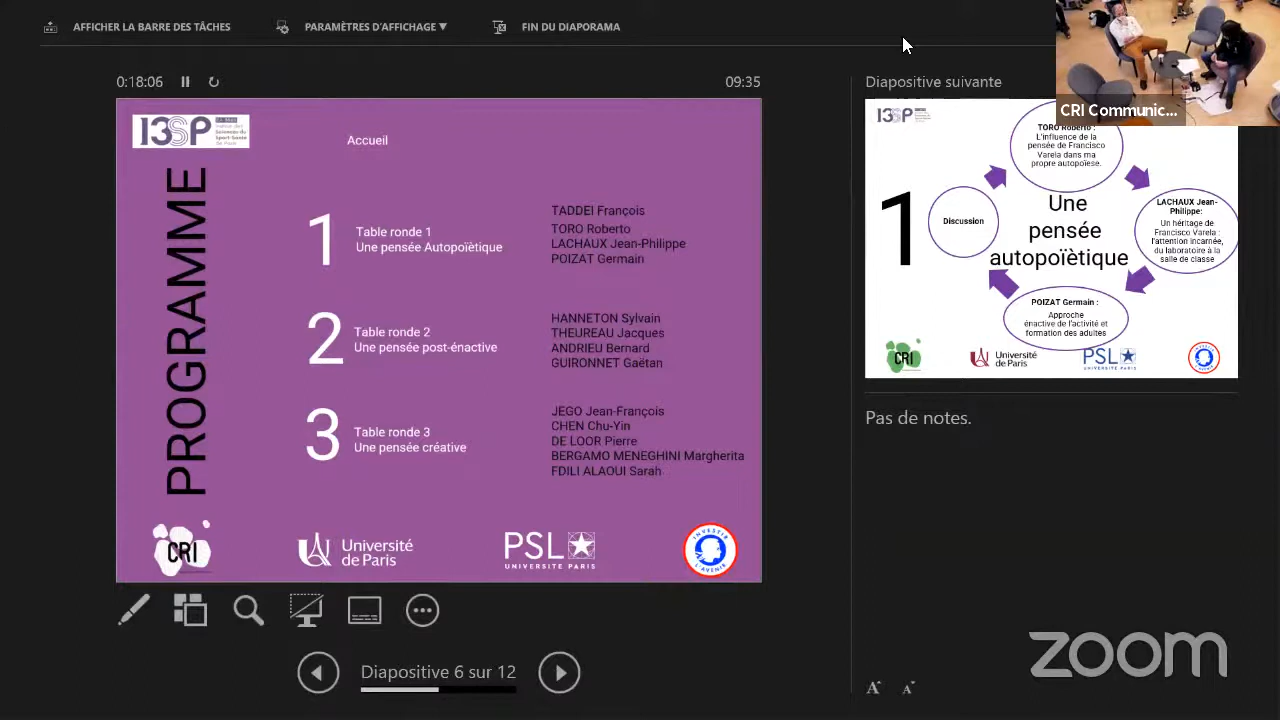 AFFICHER LA BARRE DES TÂCHES
PARAMÈTRES D'AFFICHAGE ▼
FIN DU DIAPORAMA
0:18:06
09:35
I3SP
Accueil
PROGRAMME
1
Table ronde 1
Une pensée Autopoïètique
TADDEI François
TORO Roberto
LACHAUX Jean-Philippe
POIZAT Germain
2
Table ronde 2
Une pensée post-énactive
HANNETON Sylvain
THEUREAU Jacques
ANDRIEU Bernard
GUIRONNET Gaëtan
3
Table ronde 3
Une pensée créative
JEGO Jean-François
CHEN Chu-Yin
DE LOOR Pierre
BERGAMO MENEGHINI Margherita
FDILI ALAOUI Sarah
CRI
Université
de Paris
PSL
UNIVERSITÉ PARIS
INVESTIR
L'AVENIR
Diapositive 6 sur 12
Diapositive suivante
CRI Communic...
I3SP
1
TORO Roberto :
L'influence de la
pensée de Francisco
Varela dans ma
propre autopoïese.
Discussion
Une
pensée
autopoïètique
LACHAUX Jean-
Philippe:
Un héritage de
Francisco Varela :
l'attention incarnée,
du laboratoire à la
salle de classe
POIZAT Germain :
Approche
énactive de l'activité et
formation des adultes
CRI
Université
de Paris
PSL
UNIVERSITÉ PARIS
Pas de notes.
A A
zoom